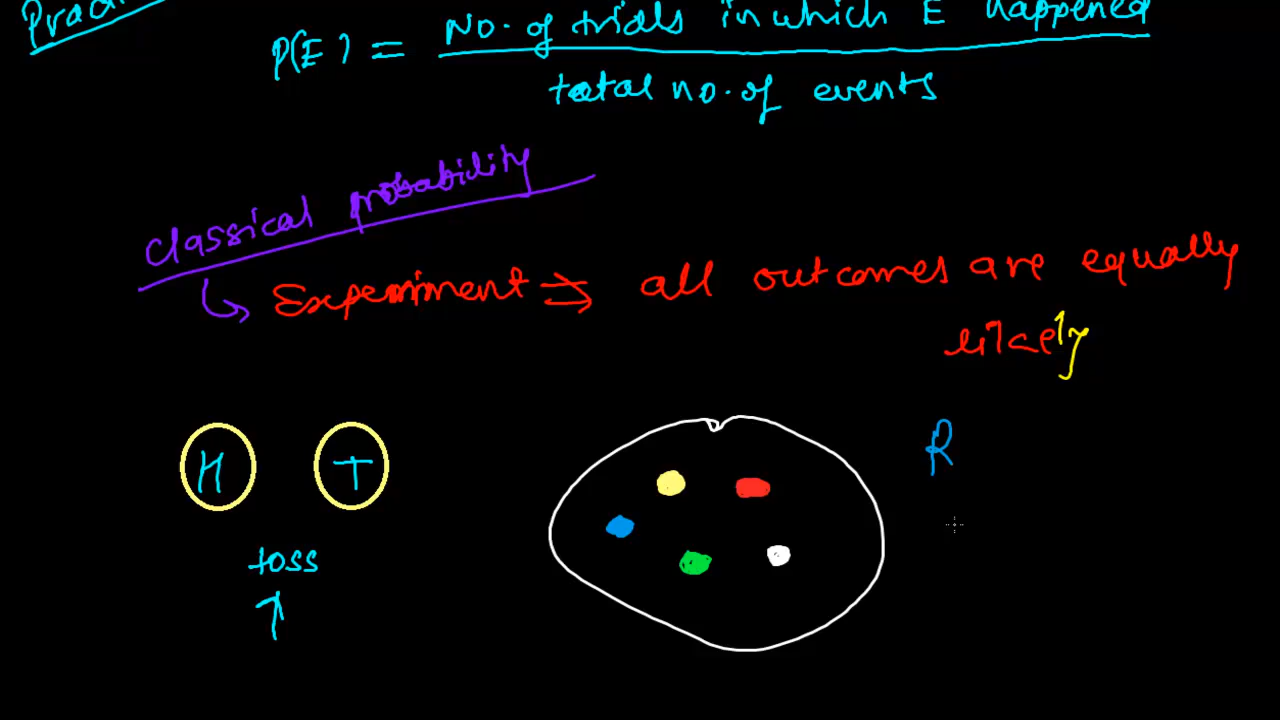 P(E) = No. of trials in which E happened
total no. of events
Classical probability
Experiment ⇒ all outcomes are equally
likely
H T
R
toss